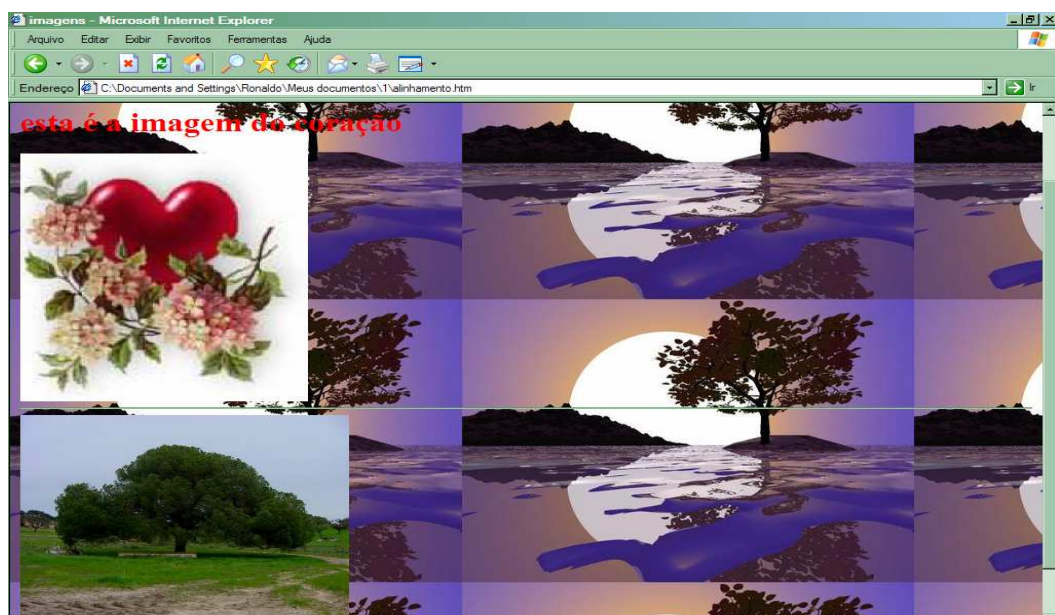 imagens - Microsoft Internet Explorer
Arquivo Editar Exibir Favoritos Ferramentas Ajuda
Endereço C:\Documents and Settings\Ronaldo\Meus documentos\1\alinhamento.htm Ir
esta é a imagem do coração